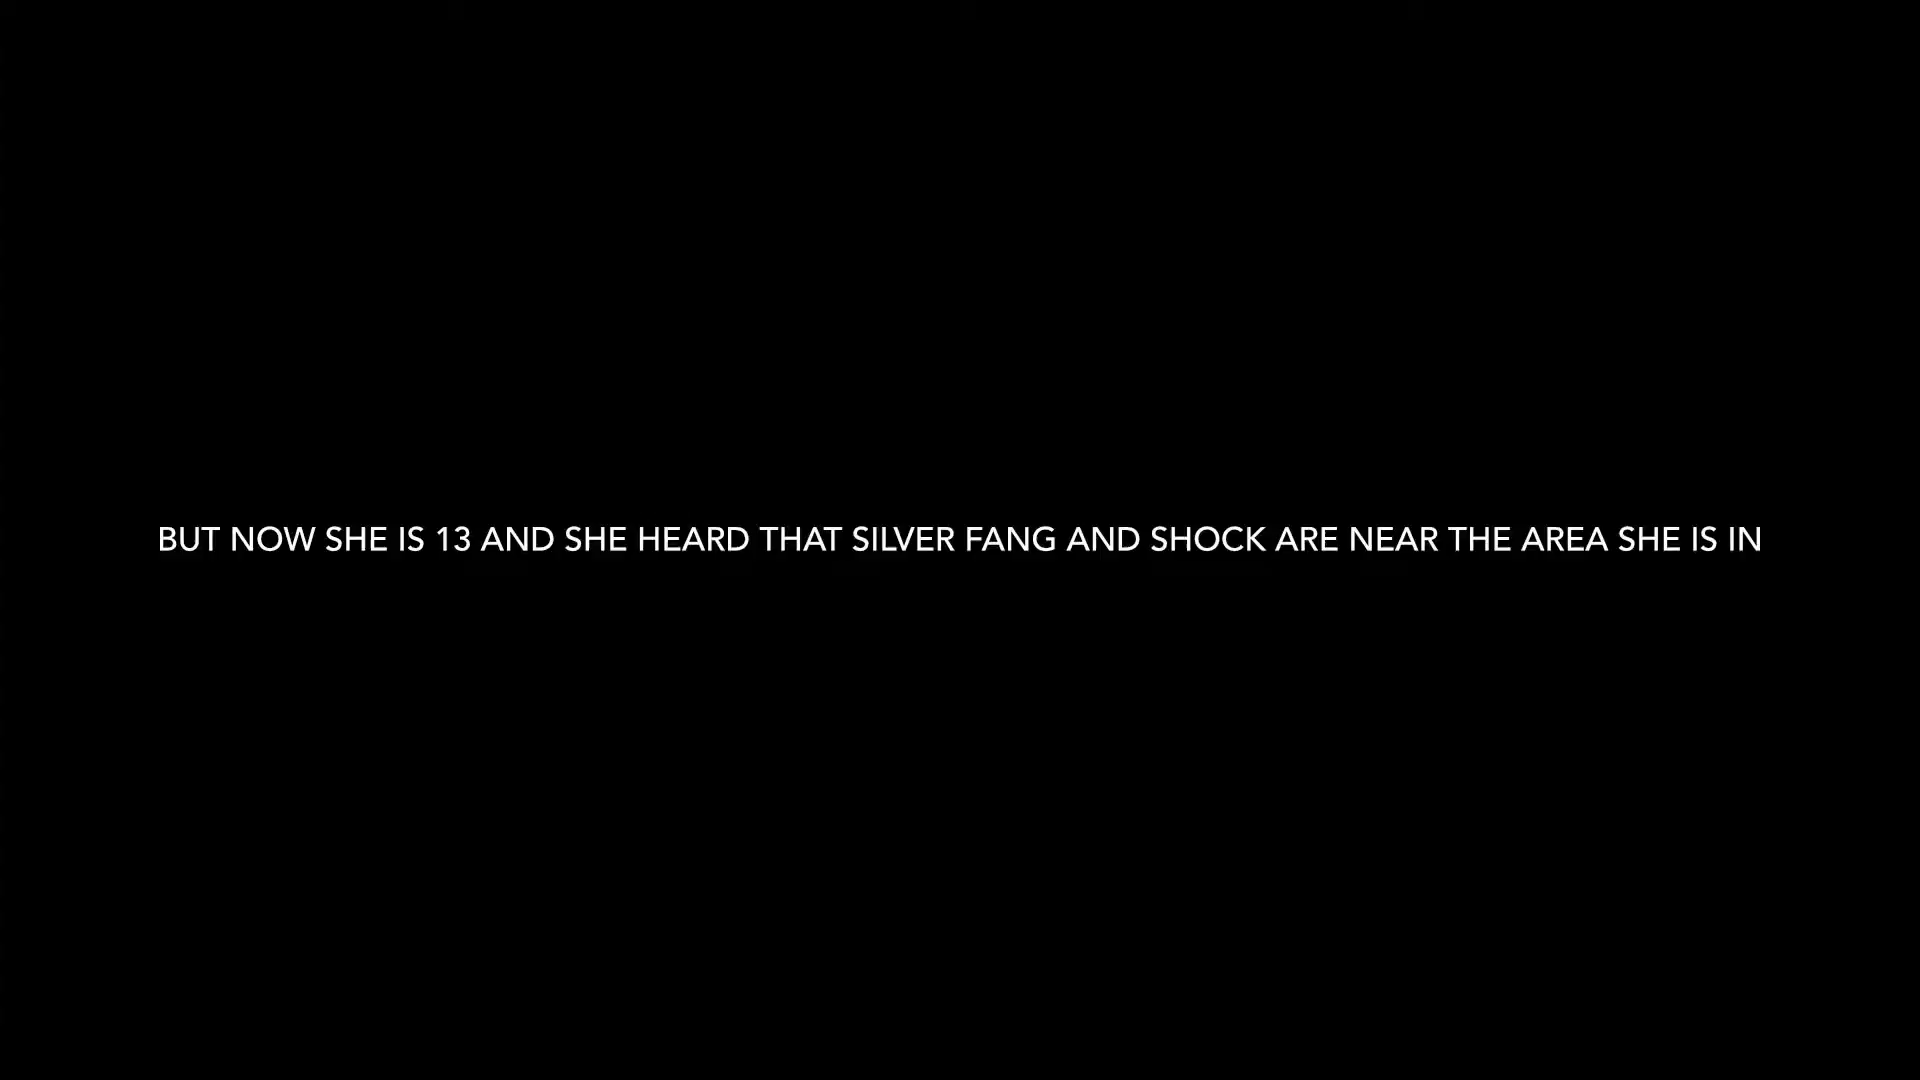 BUT NOW SHE IS 13 AND SHE HEARD THAT SILVER FANG AND SHOCK ARE NEAR THE AREA SHE IS IN